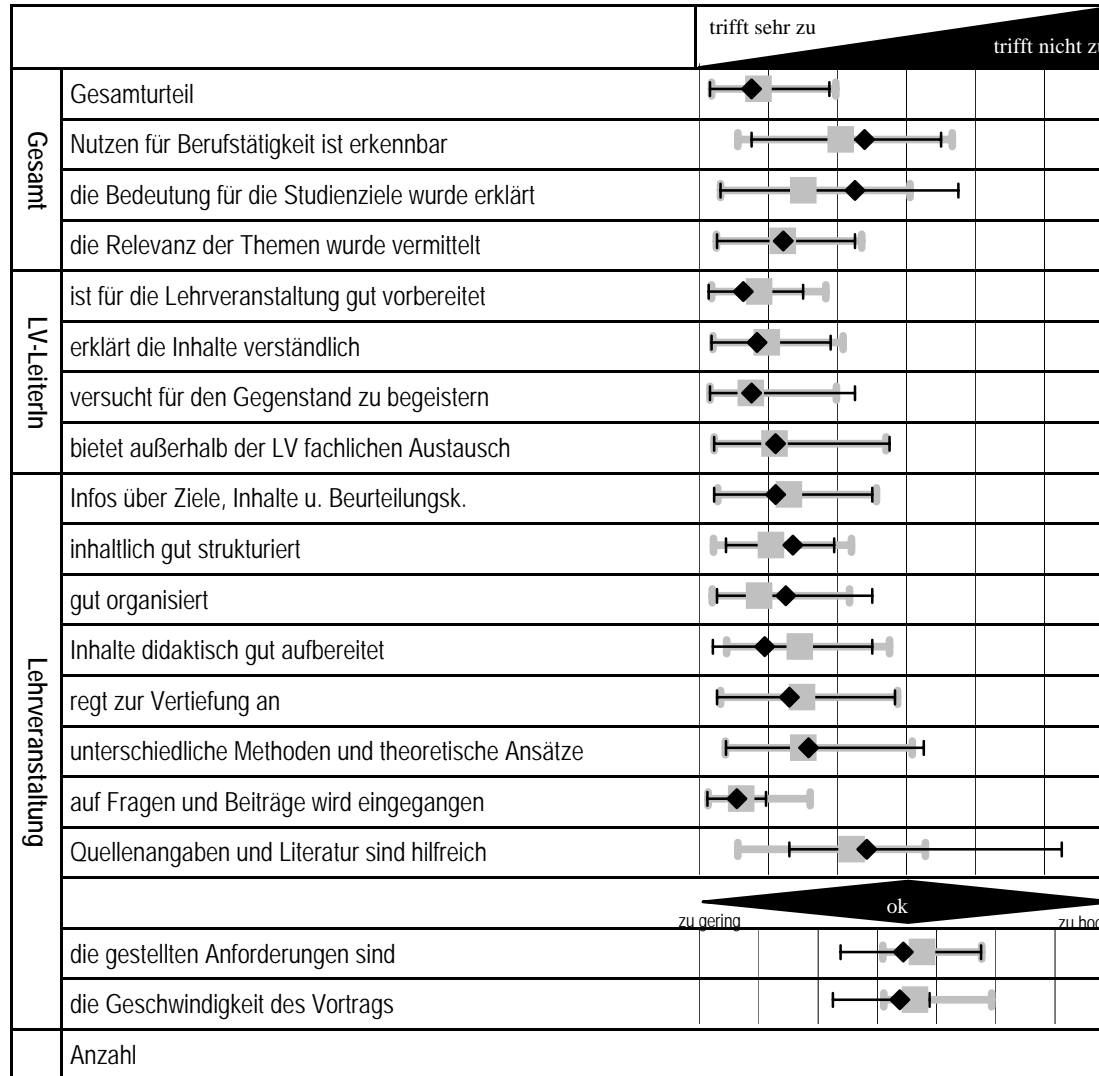 trifft sehr zu
trifft nicht zu
Gesamt
Gesamturteil
Nutzen für Berufstätigkeit ist erkennbar
die Bedeutung für die Studienziele wurde erklärt
die Relevanz der Themen wurde vermittelt
LV-LeiterIn
ist für die Lehrveranstaltung gut vorbereitet
erklärt die Inhalte verständlich
versucht für den Gegenstand zu begeistern
bietet außerhalb der LV fachlichen Austausch
Lehrveranstaltung
Infos über Ziele, Inhalte u. Beurteilungsk.
inhaltlich gut strukturiert
gut organisiert
Inhalte didaktisch gut aufbereitet
regt zur Vertiefung an
unterschiedliche Methoden und theoretische Ansätze
auf Fragen und Beiträge wird eingegangen
Quellenangaben und Literatur sind hilfreich
zu gering
ok
zu hoc
die gestellten Anforderungen sind
die Geschwindigkeit des Vortrags
Anzahl